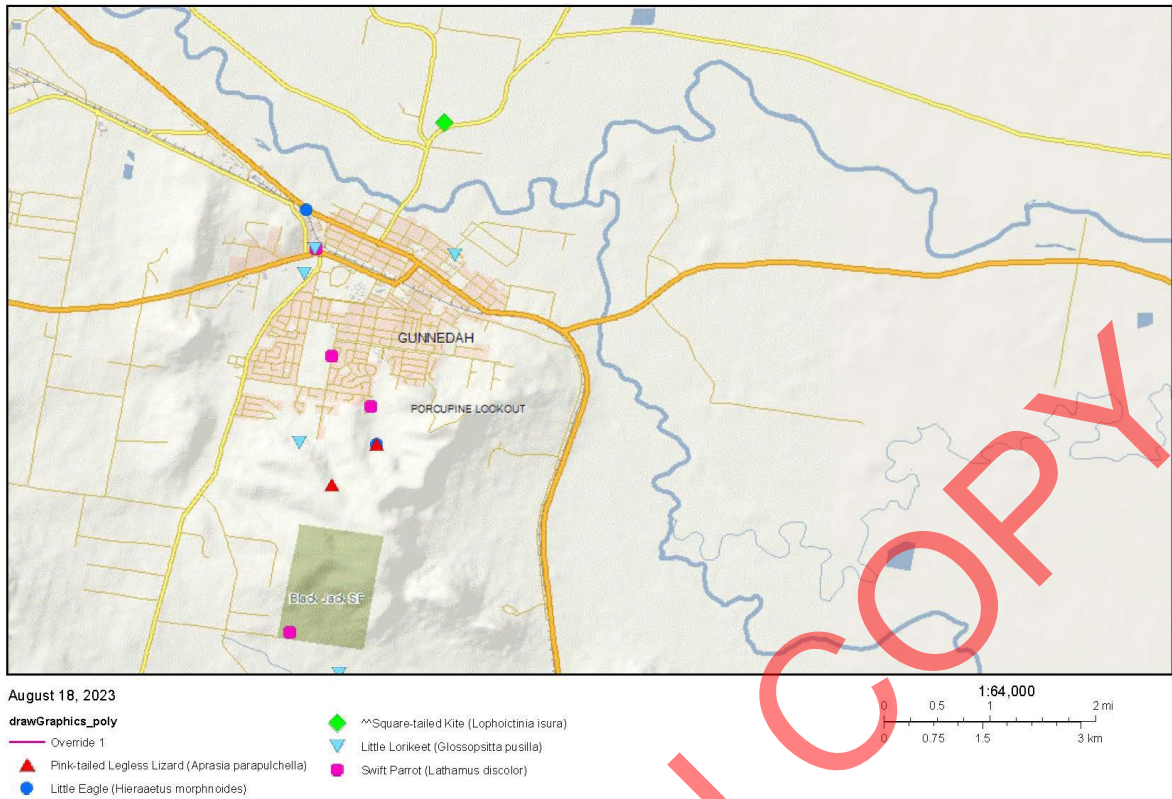 GUNNEDAH
PORCUPINE LOOKOUT
Black Jack SF
COPY
August 18, 2023
1:64,000
0 0.5 1 2 mi
0 0.75 1.5 3 km
drawGraphics_poly
Override 1
Pink-tailed Legless Lizard (Aprasia parapulchella)
Little Eagle (Hieraaetus morphnoides)
^^Square-tailed Kite (Lophoictinia isura)
Little Lorikeet (Glossopsitta pusilla)
Swift Parrot (Lathamus discolor)